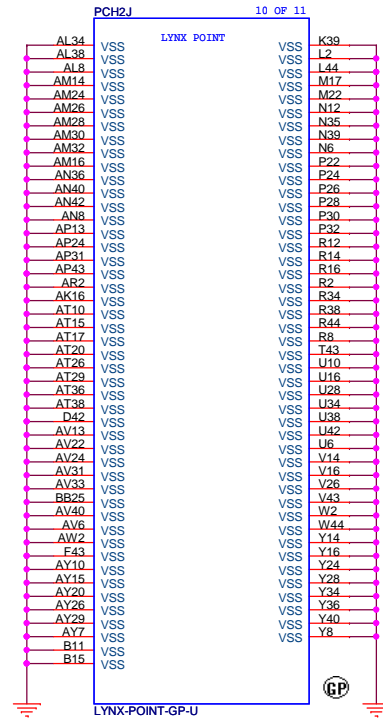 PCH2J 10 OF 11
LYNX POINT
AL34 VSS VSS K39
AL38 VSS VSS L2
AL8 VSS VSS L44
AM14 VSS VSS M17
AM24 VSS VSS M22
AM26 VSS VSS N12
AM28 VSS VSS N35
AM30 VSS VSS N39
AM32 VSS VSS N6
AM16 VSS VSS P22
AN36 VSS VSS P24
AN40 VSS VSS P26
AN42 VSS VSS P28
AN8 VSS VSS P30
AP13 VSS VSS P32
AP24 VSS VSS R12
AP31 VSS VSS R14
AP43 VSS VSS R16
AR2 VSS VSS R2
AK16 VSS VSS R34
AT10 VSS VSS R38
AT15 VSS VSS R44
AT17 VSS VSS R8
AT20 VSS VSS T43
AT26 VSS VSS U10
AT29 VSS VSS U16
AT36 VSS VSS U28
AT38 VSS VSS U34
D42 VSS VSS U38
AV13 VSS VSS U42
AV22 VSS VSS U6
AV24 VSS VSS V14
AV31 VSS VSS V16
AV33 VSS VSS V26
BB25 VSS VSS V43
AV40 VSS VSS W2
AV6 VSS VSS W44
AW2 VSS VSS Y14
F43 VSS VSS Y16
AY10 VSS VSS Y24
AY15 VSS VSS Y28
AY20 VSS VSS Y34
AY26 VSS VSS Y36
AY29 VSS VSS Y40
AY7 VSS VSS Y8
B11 VSS
B15 VSS
GP
LYNX-POINT-GP-U